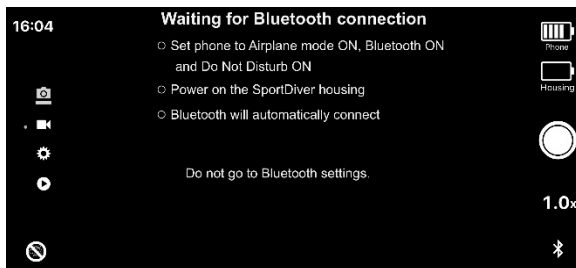 16:04
Waiting for Bluetooth connection
Set phone to Airplane mode ON, Bluetooth ON
and Do Not Disturb ON
Power on the SportDiver housing
Bluetooth will automatically connect
Do not go to Bluetooth settings.
Phone
Housing
1.0x